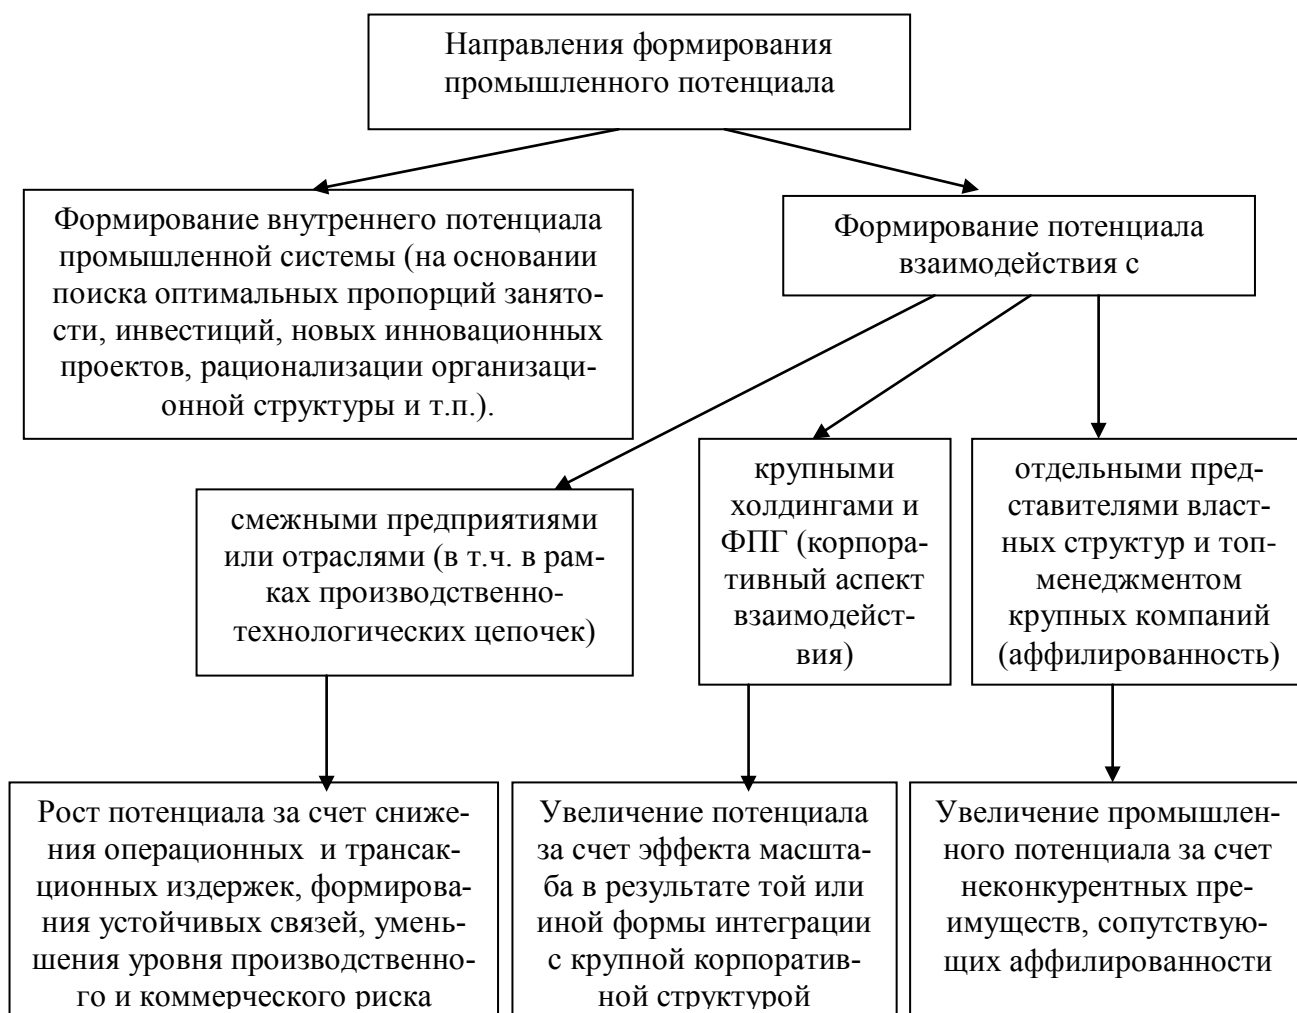 Направления формирования
промышленного потенциала
Формирование внутреннего потенциала
промышленной системы (на основании
поиска оптимальных пропорций занято-
сти, инвестиций, новых инновационных
проектов, рационализации организаци-
онной структуры и т.п.).
Формирование потенциала
взаимодействия с
смежными предприятиями
или отраслями (в т.ч. в рам-
ках производственно-
технологических цепочек)
крупными
холдингами и
ФПГ (корпора-
тивный аспект
взаимодейст-
вия)
отдельными пред-
ставителями власт-
ных структур и топ-
менеджментом
крупных компаний
(аффилированность)
Рост потенциала за счет сниже-
ния операционных и трансак-
ционных издержек, формирова-
ния устойчивых связей, умень-
шения уровня производственно-
го и коммерческого риска
Увеличение потенциала
за счет эффекта масшта-
ба в результате той или
иной формы интеграции
с крупной корпоратив-
ной структурой
Увеличение промышлен-
ного потенциала за счет
неконкурентных пре-
имуществ, сопутствую-
щих аффилированности